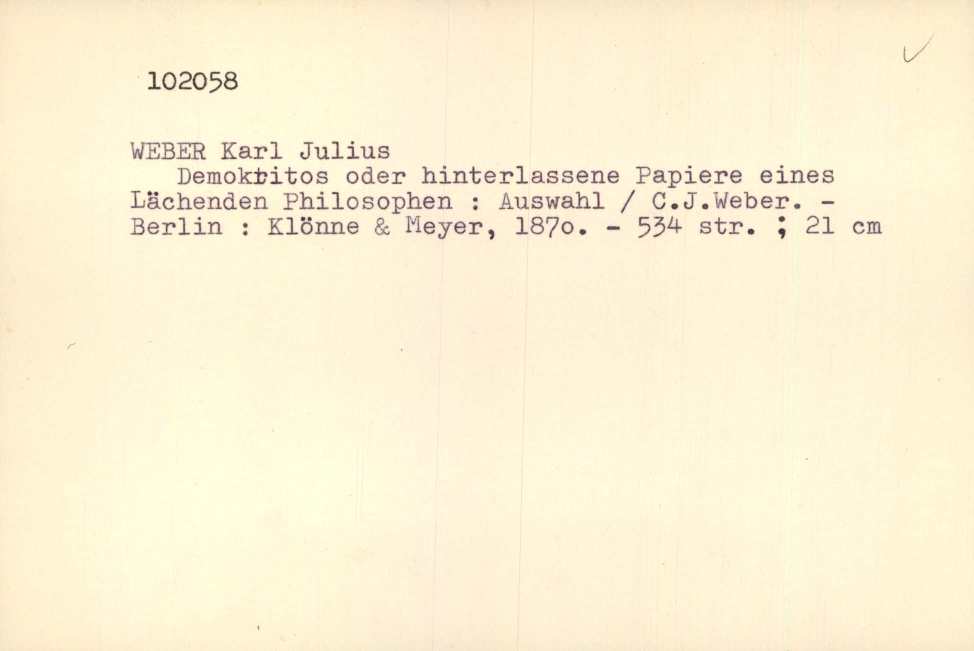 102058
WEBER Karl Julius
Demokritos oder hinterlassene Papiere eines
Lächenden Philosophen : Auswahl / C.J.Weber. -
Berlin : Klönne & Meyer, 187o. - 534 str. ; 21 cm